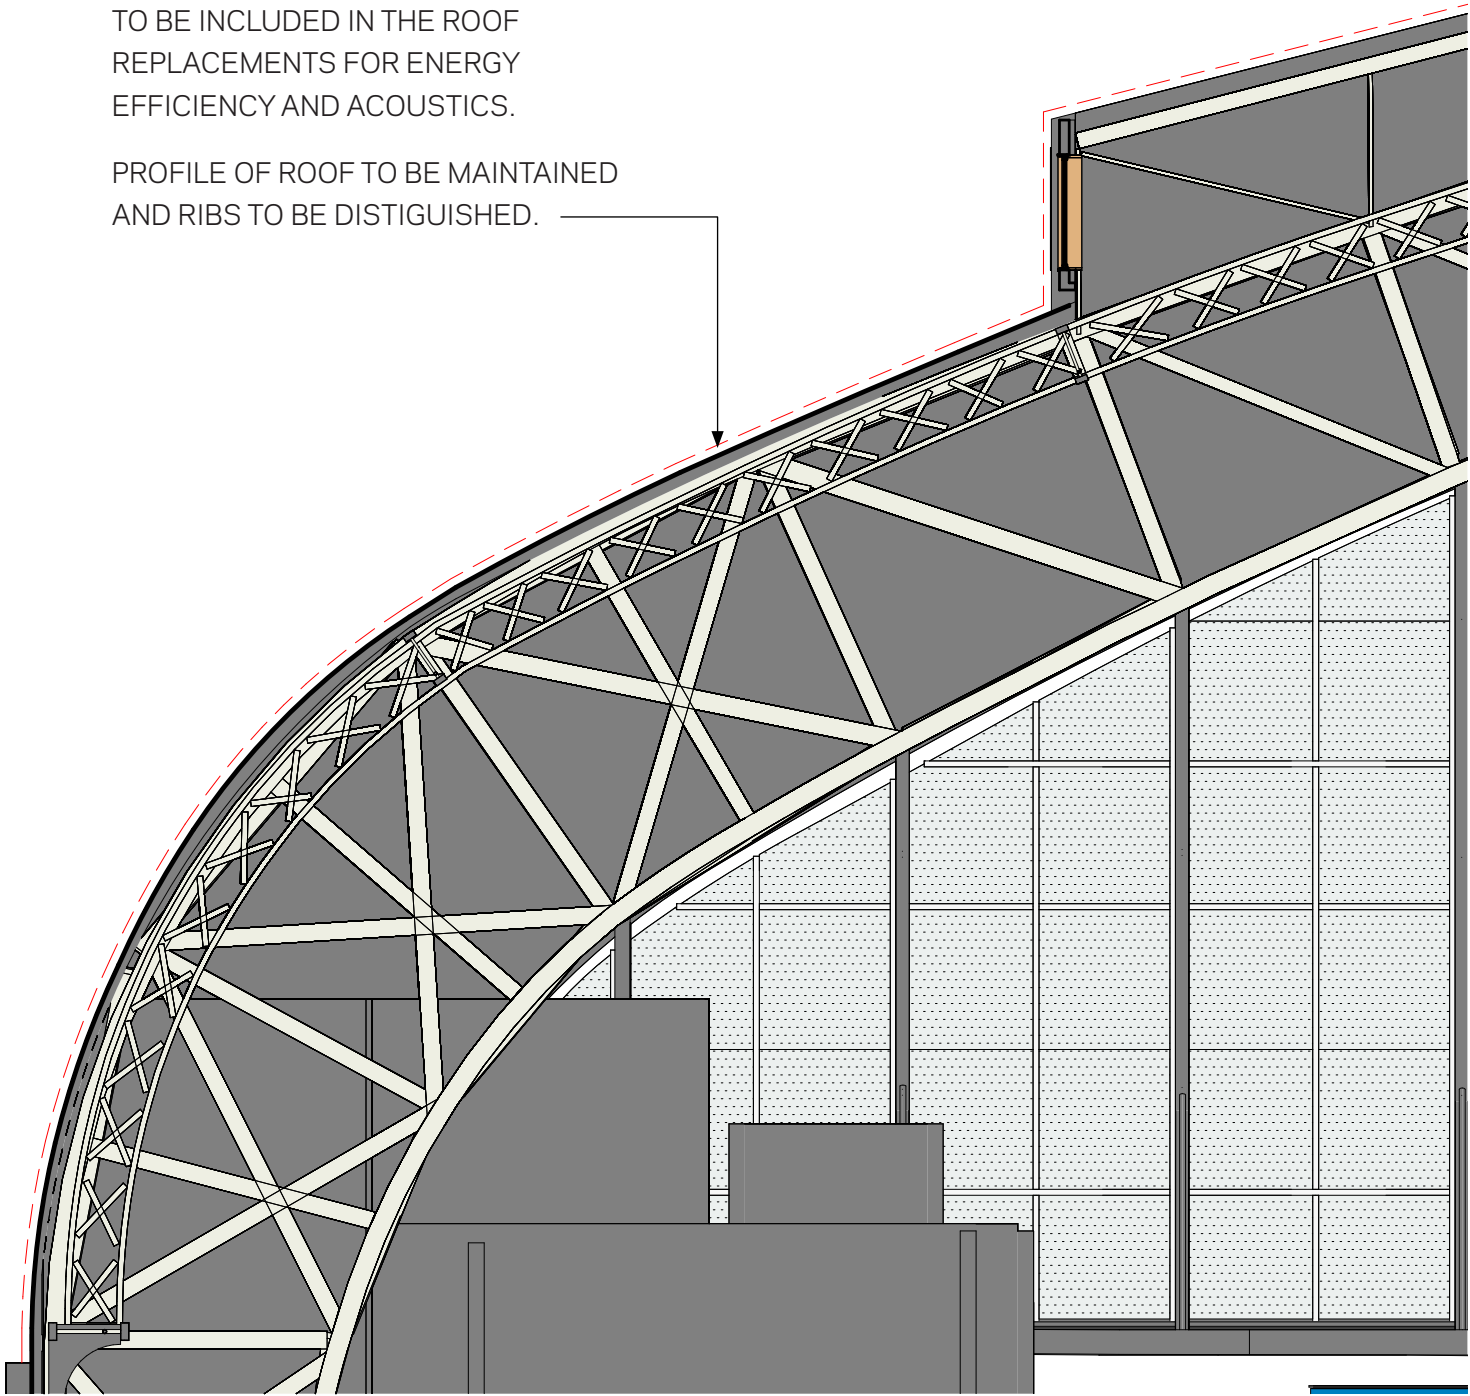 TO BE INCLUDED IN THE ROOF
REPLACEMENTS FOR ENERGY
EFFICIENCY AND ACOUSTICS.
PROFILE OF ROOF TO BE MAINTAINED
AND RIBS TO BE DISTIGUISHED.